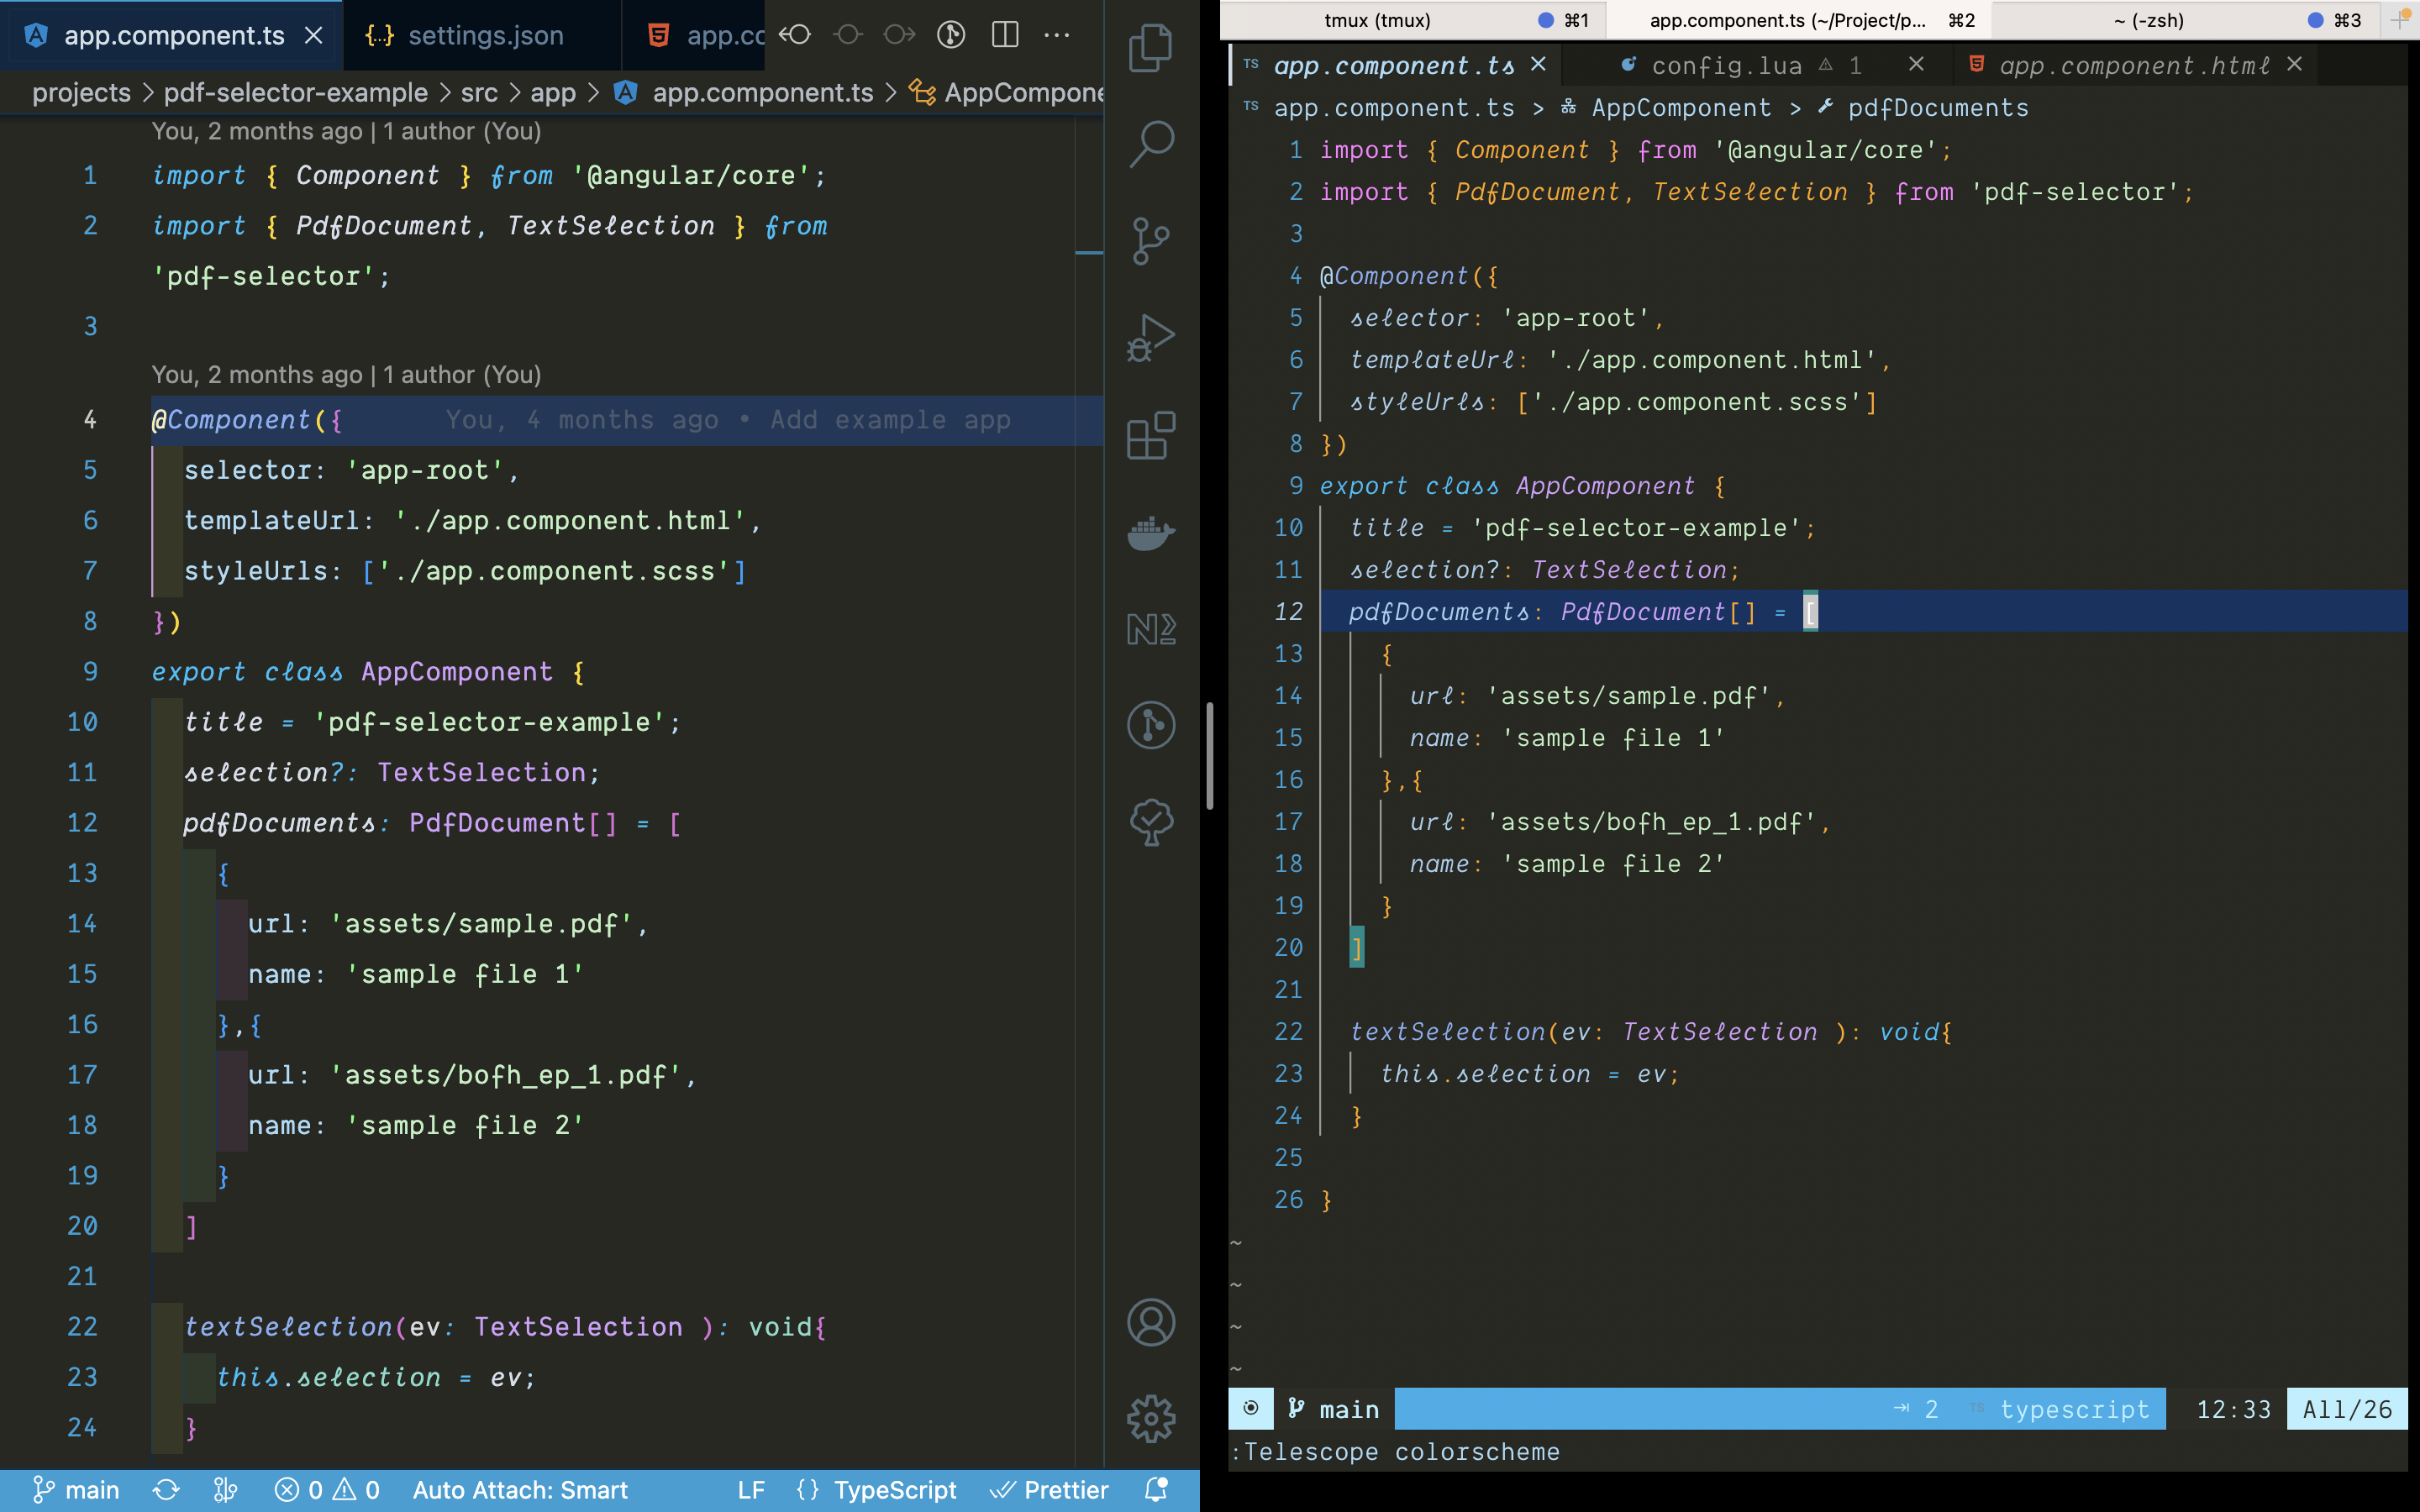 app.component.ts
settings.json
projects > pdf-selector-example > src > app > app.component.ts > AppCompone
You, 2 months ago | 1 author (You)
1 import { Component } from '@angular/core';
2 import { PdfDocument, TextSelection } from
'pdf-selector';
3
You, 2 months ago | 1 author (You)
4 @Component({ You, 4 months ago • Add example app
5 selector: 'app-root',
6 templateUrl: './app.component.html',
7 styleUrls: ['./app.component.scss']
8 })
9 export class AppComponent {
10 title = 'pdf-selector-example';
11 selection?: TextSelection;
12 pdfDocuments: PdfDocument[] = [
13 {
14 url: 'assets/sample.pdf',
15 name: 'sample file 1'
16 },{
17 url: 'assets/bofh_ep_1.pdf',
18 name: 'sample file 2'
19 }
20 ]
21
22 textSelection(ev: TextSelection ): void{
23 this.selection = ev;
24 }
main 0 0 Auto Attach: Smart LF {} TypeScript Prettier
tmux (tmux) ⌘1 app.component.ts (~/Project/p... ⌘2 ~ (-zsh) ⌘3
TS app.component.ts config.lua 1 app.component.html
TS app.component.ts > AppComponent > pdfDocuments
1 import { Component } from '@angular/core';
2 import { PdfDocument, TextSelection } from 'pdf-selector';
3
4 @Component({
5 selector: 'app-root',
6 templateUrl: './app.component.html',
7 styleUrls: ['./app.component.scss']
8 })
9 export class AppComponent {
10 title = 'pdf-selector-example';
11 selection?: TextSelection;
12 pdfDocuments: PdfDocument[] = [
13 {
14 url: 'assets/sample.pdf',
15 name: 'sample file 1'
16 },{
17 url: 'assets/bofh_ep_1.pdf',
18 name: 'sample file 2'
19 }
20 ]
21
22 textSelection(ev: TextSelection ): void{
23 this.selection = ev;
24 }
25
26 }
~
~
~
~
main 2 TS typescript 12:33 All/26
:Telescope colorscheme